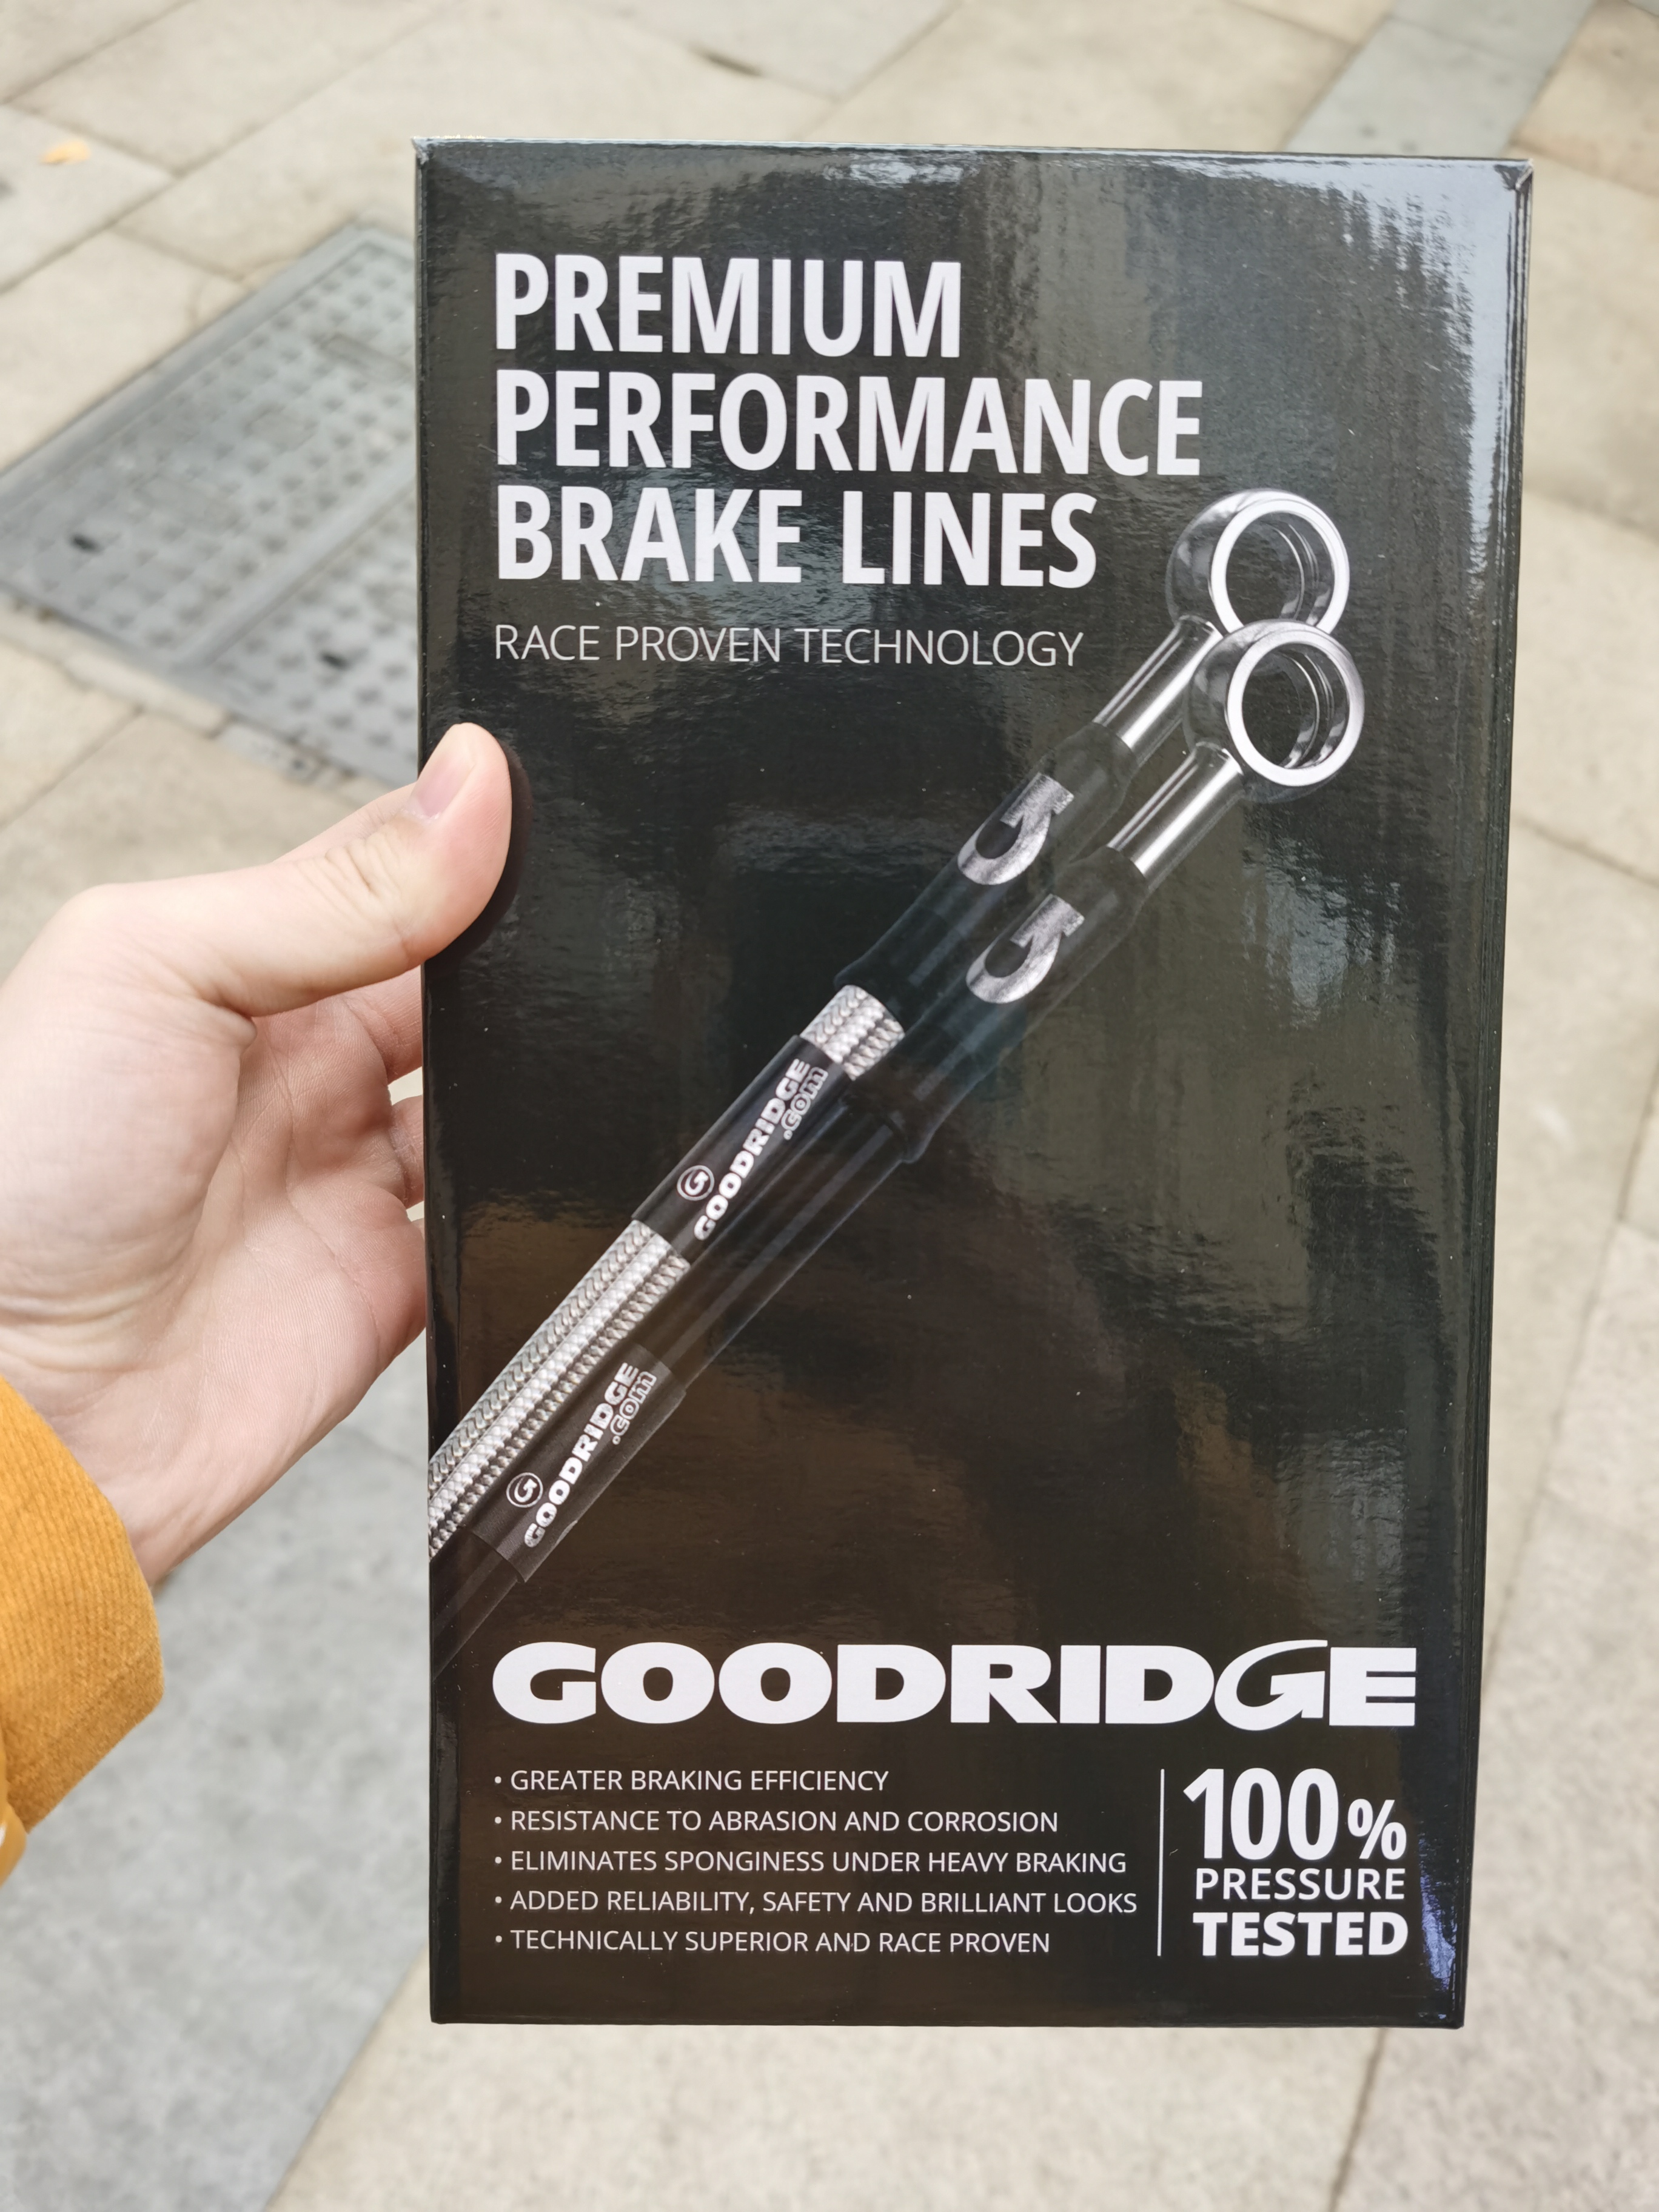 PREMIUM
PERFORMANCE
BRAKE LINES
RACE PROVEN TECHNOLOGY
G GOODRIDGE
.com
G GOODRIDGE
.com
GOODRIDGE
• GREATER BRAKING EFFICIENCY
• RESISTANCE TO ABRASION AND CORROSION
• ELIMINATES SPONGINESS UNDER HEAVY BRAKING
• ADDED RELIABILITY, SAFETY AND BRILLIANT LOOKS
• TECHNICALLY SUPERIOR AND RACE PROVEN
100%
PRESSURE
TESTED